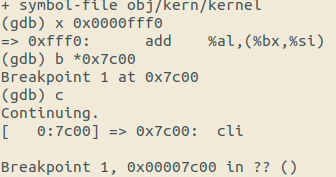 + symbol-file obj/kern/kernel
(gdb) x 0x0000fff0
=> 0xfff0:      add    %al,(%bx,%si)
(gdb) b *0x7c00
Breakpoint 1 at 0x7c00
(gdb) c
Continuing.
[   0:7c00] => 0x7c00:  cli

Breakpoint 1, 0x00007c00 in ?? ()